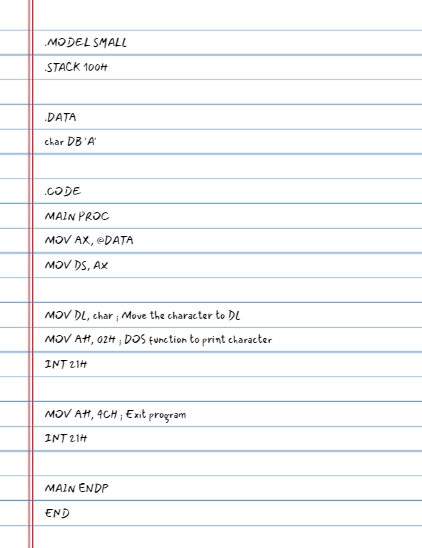 .MODEL SMALL
.STACK 100H
.DATA
char DB 'A'
.CODE
MAIN PROC
MOV AX, @DATA
MOV DS, AX
MOV DL, char ; Move the character to DL
MOV AH, 02H ; DOS function to print character
INT 21H
MOV AH, 4CH ; Exit program
INT 21H
MAIN ENDP
END